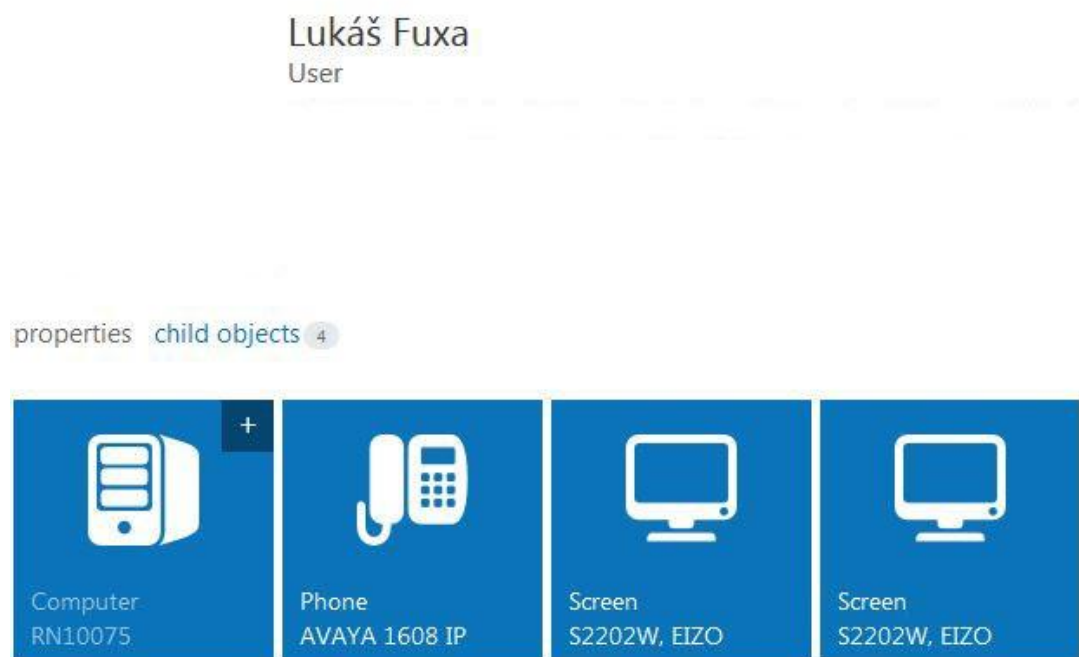 Lukáš Fuxa
User
properties child objects 4
+
Computer
RN10075
Phone
AVAYA 1608 IP
Screen
S2202W, EIZO
Screen
S2202W, EIZO